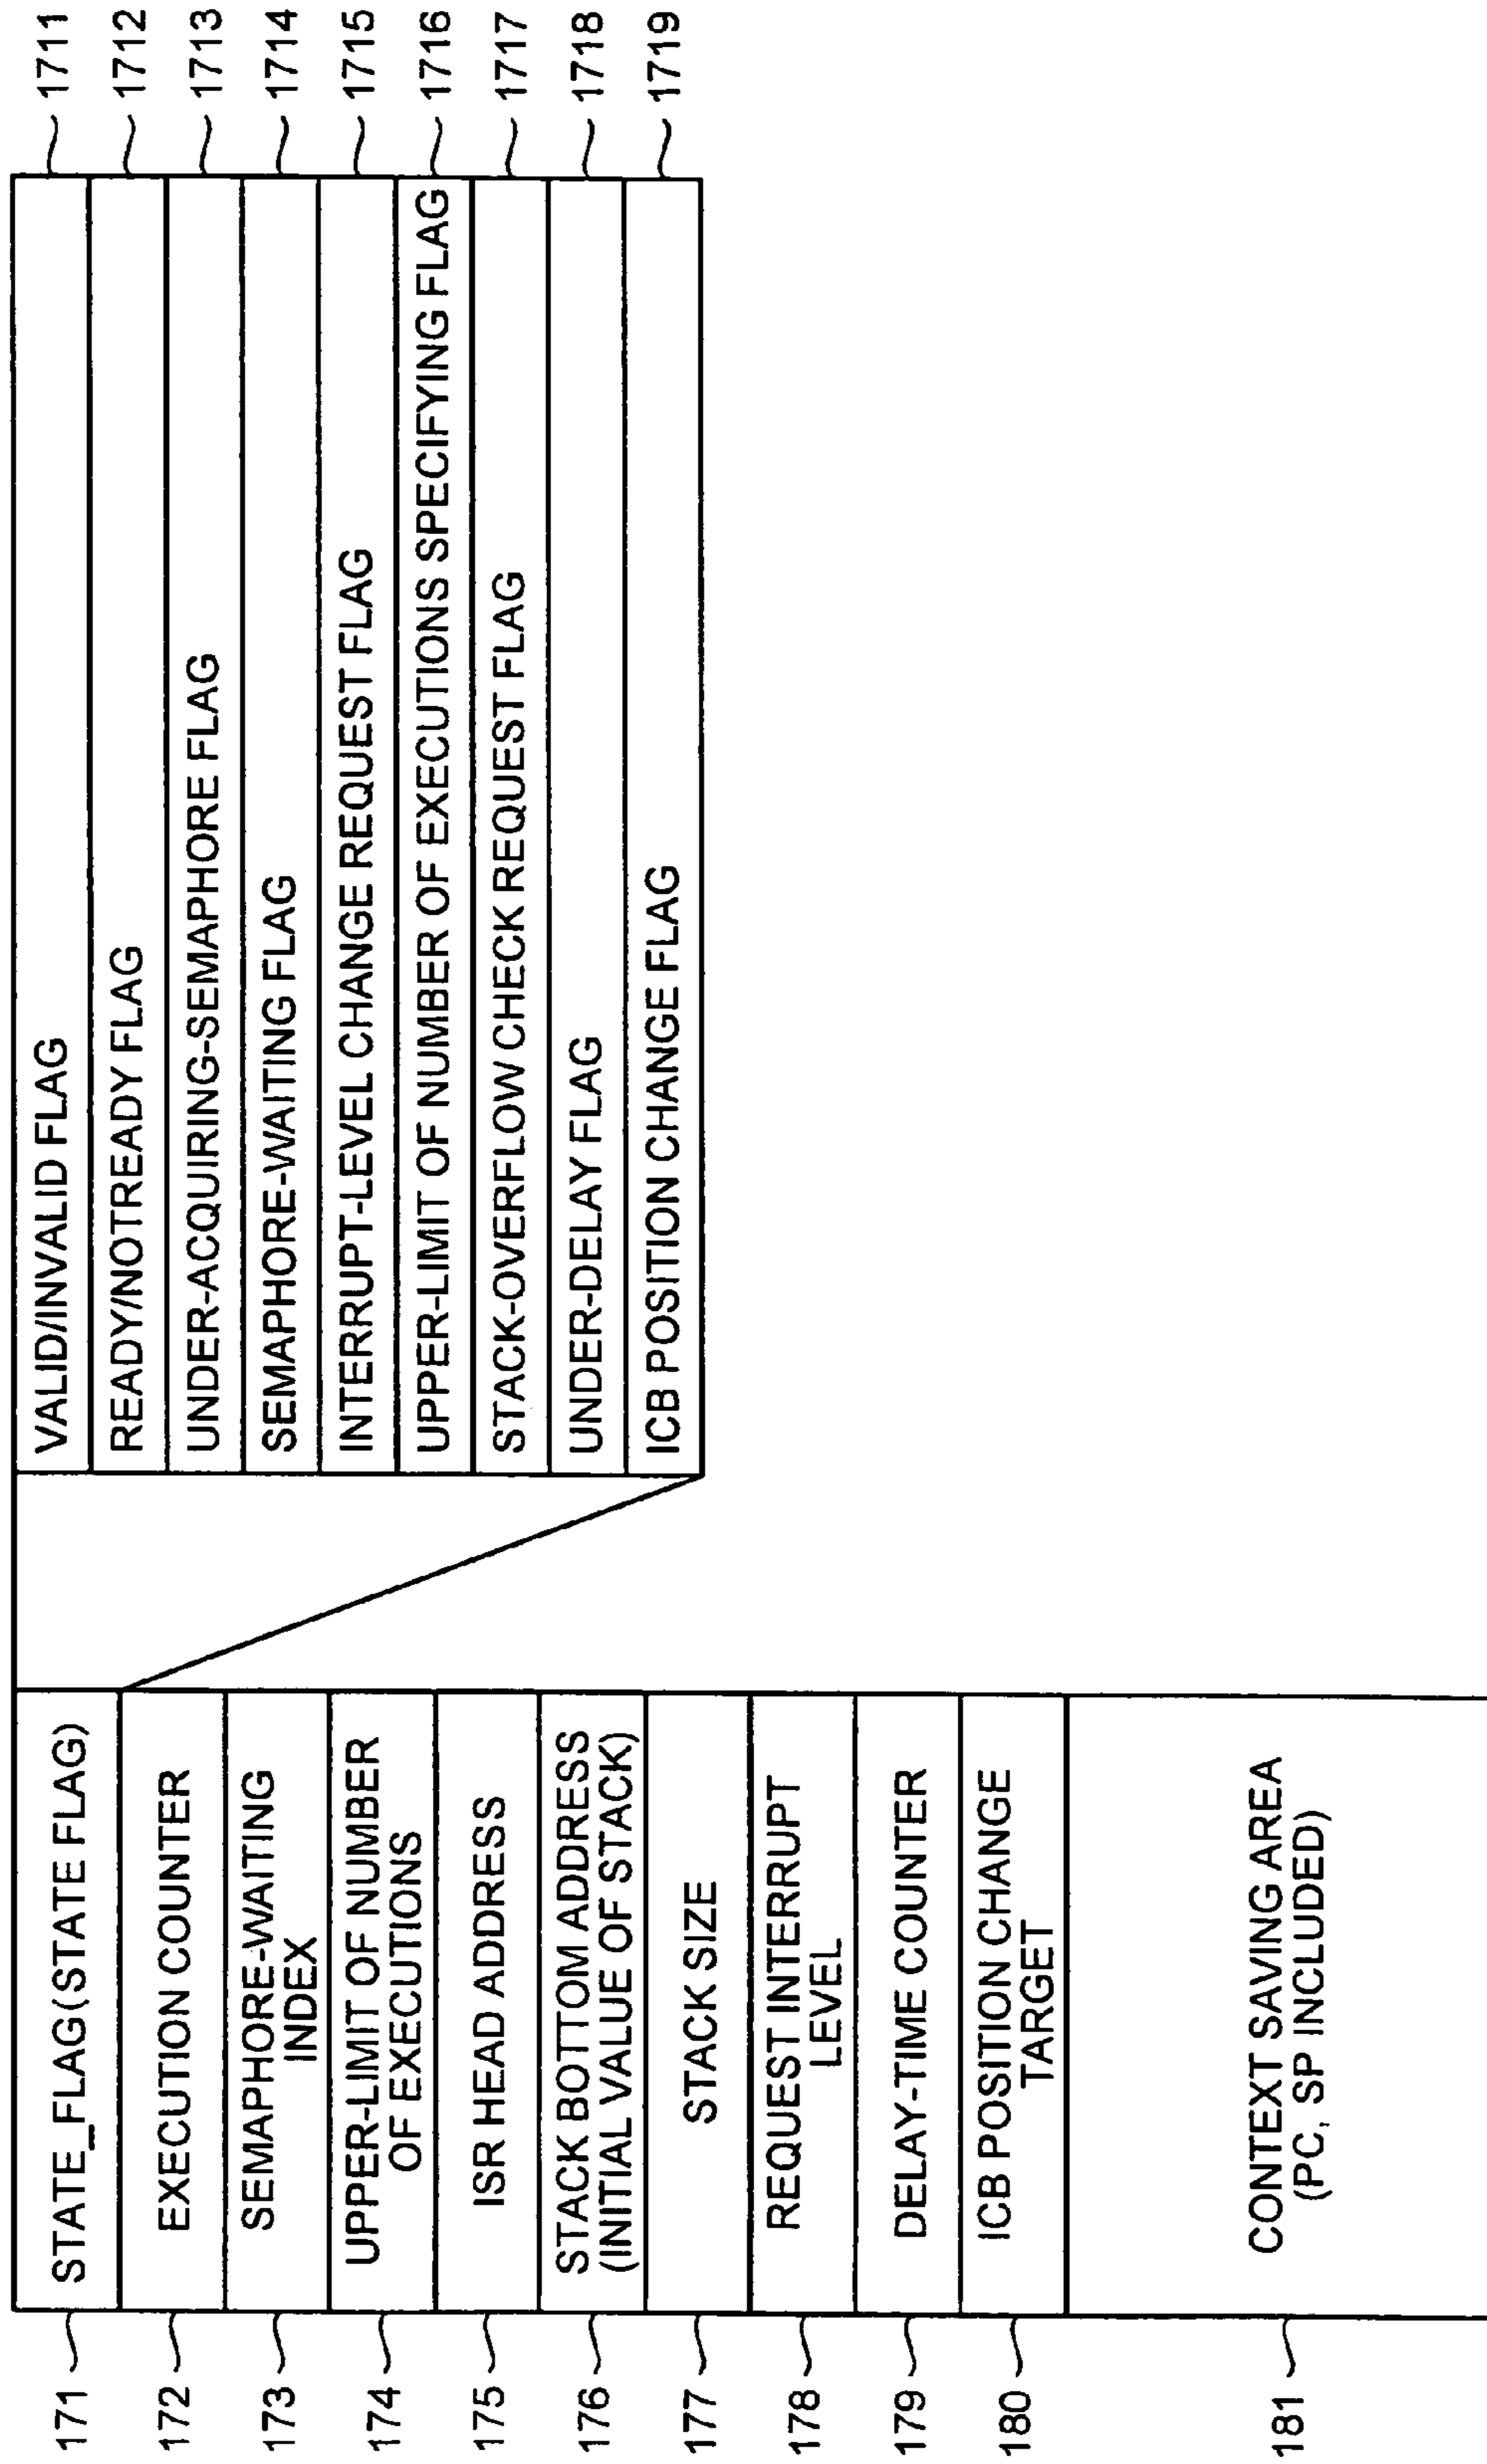 171
STATE_FLAG(STATE FLAG)
172
EXECUTION COUNTER
173
SEMAPHORE-WAITING
INDEX
174
UPPER-LIMIT OF NUMBER
OF EXECUTIONS
175
ISR HEAD ADDRESS
176
STACK BOTTOM ADDRESS
(INITIAL VALUE OF STACK)
177
STACK SIZE
178
REQUEST INTERRUPT
LEVEL
179
DELAY-TIME COUNTER
180
ICB POSITION CHANGE
TARGET
181
CONTEXT SAVING AREA
(PC, SP INCLUDED)
VALID/INVALID FLAG
1711
READY/NOTREADY FLAG
1712
UNDER-ACQUIRING-SEMAPHORE FLAG
1713
SEMAPHORE-WAITING FLAG
1714
INTERRUPT-LEVEL CHANGE REQUEST FLAG
1715
UPPER-LIMIT OF NUMBER OF EXECUTIONS SPECIFYING FLAG
1716
STACK-OVERFLOW CHECK REQUEST FLAG
1717
UNDER-DELAY FLAG
1718
ICB POSITION CHANGE FLAG
1719